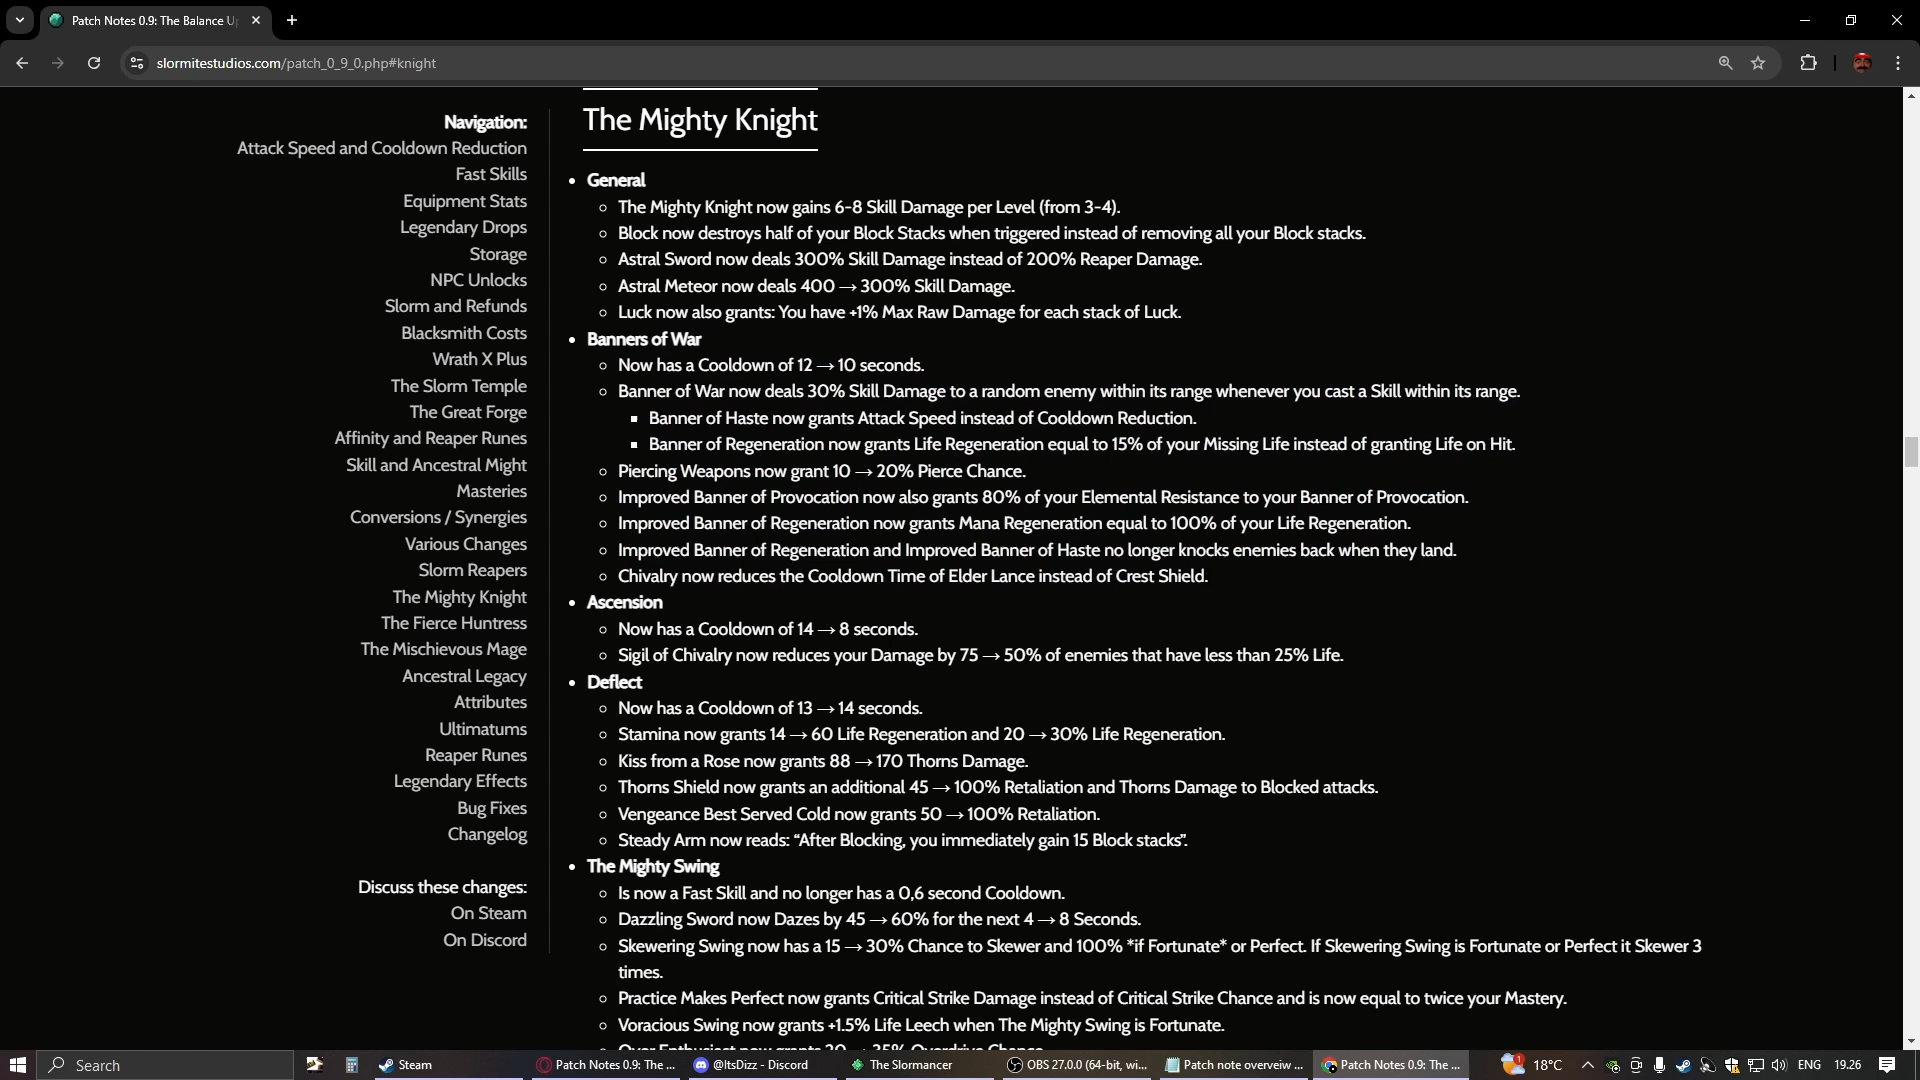 Patch Notes 0.9: The Balance Up
slormitestudios.com/patch_0_9_0.php#knight
Navigation:
Attack Speed and Cooldown Reduction
Fast Skills
Equipment Stats
Legendary Drops
Storage
NPC Unlocks
Slorm and Refunds
Blacksmith Costs
Wrath X Plus
The Slorm Temple
The Great Forge
Affinity and Reaper Runes
Skill and Ancestral Might
Masteries
Conversions / Synergies
Various Changes
Slorm Reapers
The Mighty Knight
The Fierce Huntress
The Mischievous Mage
Ancestral Legacy
Attributes
Ultimatums
Reaper Runes
Legendary Effects
Bug Fixes
Changelog
Discuss these changes:
On Steam
On Discord
The Mighty Knight
General
The Mighty Knight now gains 6-8 Skill Damage per Level (from 3-4).
Block now destroys half of your Block Stacks when triggered instead of removing all your Block stacks.
Astral Sword now deals 300% Skill Damage instead of 200% Reaper Damage.
Astral Meteor now deals 400 → 300% Skill Damage.
Luck now also grants: You have +1% Max Raw Damage for each stack of Luck.
Banners of War
Now has a Cooldown of 12 → 10 seconds.
Banner of War now deals 30% Skill Damage to a random enemy within its range whenever you cast a Skill within its range.
Banner of Haste now grants Attack Speed instead of Cooldown Reduction.
Banner of Regeneration now grants Life Regeneration equal to 15% of your Missing Life instead of granting Life on Hit.
Piercing Weapons now grant 10 → 20% Pierce Chance.
Improved Banner of Provocation now also grants 80% of your Elemental Resistance to your Banner of Provocation.
Improved Banner of Regeneration now grants Mana Regeneration equal to 100% of your Life Regeneration.
Improved Banner of Regeneration and Improved Banner of Haste no longer knocks enemies back when they land.
Chivalry now reduces the Cooldown Time of Elder Lance instead of Crest Shield.
Ascension
Now has a Cooldown of 14 → 8 seconds.
Sigil of Chivalry now reduces your Damage by 75 → 50% of enemies that have less than 25% Life.
Deflect
Now has a Cooldown of 13 → 14 seconds.
Stamina now grants 14 → 60 Life Regeneration and 20 → 30% Life Regeneration.
Kiss from a Rose now grants 88 → 170 Thorns Damage.
Thorns Shield now grants an additional 45 → 100% Retaliation and Thorns Damage to Blocked attacks.
Vengeance Best Served Cold now grants 50 → 100% Retaliation.
Steady Arm now reads: “After Blocking, you immediately gain 15 Block stacks”.
The Mighty Swing
Is now a Fast Skill and no longer has a 0,6 second Cooldown.
Dazzling Sword now Dazes by 45 → 60% for the next 4 → 8 Seconds.
Skewering Swing now has a 15 → 30% Chance to Skewer and 100% *if Fortunate* or Perfect. If Skewering Swing is Fortunate or Perfect it Skewer 3
times.
Practice Makes Perfect now grants Critical Strike Damage instead of Critical Strike Chance and is now equal to twice your Mastery.
Voracious Swing now grants +1.5% Life Leech when The Mighty Swing is Fortunate.
Over Enthusiast now grants 20 → 35% Overdrive Chance.
Search
Steam
Patch Notes 0.9: The ...
@ItsDizz - Discord
The Slormancer
OBS 27.0.0 (64-bit, wi...
Patch note overveiw ...
Patch Notes 0.9: The ...
1
18°C
ENG
19.26